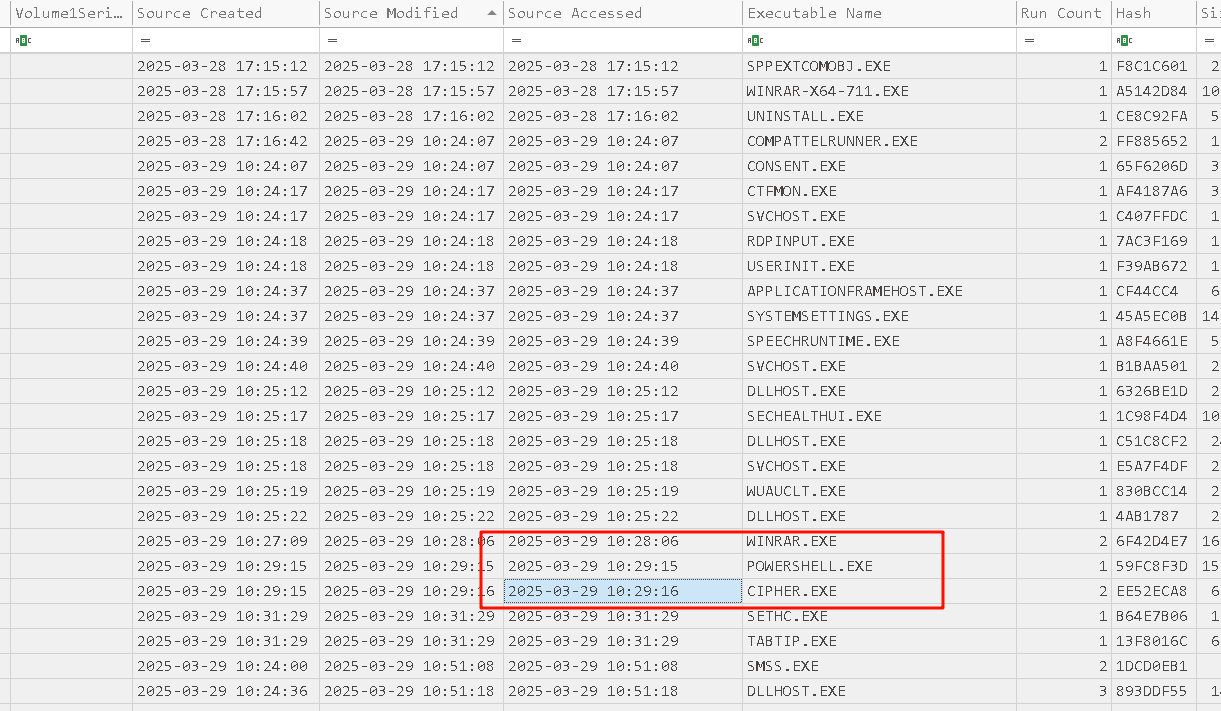 Volume1Seri… Source Created Source Modified Source Accessed Executable Name Run Count Hash
= = = =
2025-03-28 17:15:12 2025-03-28 17:15:12 2025-03-28 17:15:12 SPPEXTCOMOBJ.EXE 1 F8C1C601 2
2025-03-28 17:15:57 2025-03-28 17:15:57 2025-03-28 17:15:57 WINRAR-X64-711.EXE 1 A5142D84 10
2025-03-28 17:16:02 2025-03-28 17:16:02 2025-03-28 17:16:02 UNINSTALL.EXE 1 CE8C92FA 5
2025-03-28 17:16:42 2025-03-29 10:24:07 2025-03-29 10:24:07 COMPATTELRUNNER.EXE 2 FF885652 1
2025-03-29 10:24:07 2025-03-29 10:24:07 2025-03-29 10:24:07 CONSENT.EXE 1 65F6206D 3
2025-03-29 10:24:17 2025-03-29 10:24:17 2025-03-29 10:24:17 CTFMON.EXE 1 AF4187A6 3
2025-03-29 10:24:17 2025-03-29 10:24:17 2025-03-29 10:24:17 SVCHOST.EXE 1 C407FFDC 1
2025-03-29 10:24:18 2025-03-29 10:24:18 2025-03-29 10:24:18 RDPINPUT.EXE 1 7AC3F169 1
2025-03-29 10:24:18 2025-03-29 10:24:18 2025-03-29 10:24:18 USERINIT.EXE 1 F39AB672 1
2025-03-29 10:24:37 2025-03-29 10:24:37 2025-03-29 10:24:37 APPLICATIONFRAMEHOST.EXE 1 CF44CC4 6
2025-03-29 10:24:37 2025-03-29 10:24:37 2025-03-29 10:24:37 SYSTEMSETTINGS.EXE 1 45A5EC0B 14
2025-03-29 10:24:39 2025-03-29 10:24:39 2025-03-29 10:24:39 SPEECHRUNTIME.EXE 1 A8F4661E 5
2025-03-29 10:24:40 2025-03-29 10:24:40 2025-03-29 10:24:40 SVCHOST.EXE 1 B1BAA501 2
2025-03-29 10:25:12 2025-03-29 10:25:12 2025-03-29 10:25:12 DLLHOST.EXE 1 6326BE1D 2
2025-03-29 10:25:17 2025-03-29 10:25:17 2025-03-29 10:25:17 SECHEALTHUI.EXE 1 1C98F4D4 10
2025-03-29 10:25:18 2025-03-29 10:25:18 2025-03-29 10:25:18 DLLHOST.EXE 1 C51C8CF2
2025-03-29 10:25:18 2025-03-29 10:25:18 2025-03-29 10:25:18 SVCHOST.EXE 1 E5A7F4DF 2
2025-03-29 10:25:19 2025-03-29 10:25:19 2025-03-29 10:25:19 WUAUCLT.EXE 1 830BCC14 2
2025-03-29 10:25:22 2025-03-29 10:25:22 2025-03-29 10:25:22 DLLHOST.EXE 1 4AB1787 2
2025-03-29 10:27:09 2025-03-29 10:28:06 2025-03-29 10:28:06 WINRAR.EXE 2 6F42D4E7 16
2025-03-29 10:29:15 2025-03-29 10:29:15 2025-03-29 10:29:15 POWERSHELL.EXE 1 59FC8F3D 15
2025-03-29 10:29:15 2025-03-29 10:29:16 2025-03-29 10:29:16 CIPHER.EXE 2 EE52ECA8 6
2025-03-29 10:31:29 2025-03-29 10:31:29 2025-03-29 10:31:29 SETHC.EXE 1 B64E7B06 1
2025-03-29 10:31:29 2025-03-29 10:31:29 2025-03-29 10:31:29 TABTIP.EXE 1 13F8016C 6
2025-03-29 10:24:00 2025-03-29 10:51:08 2025-03-29 10:51:08 SMSS.EXE 2 1DCD0EB1
2025-03-29 10:24:36 2025-03-29 10:51:18 2025-03-29 10:51:18 DLLHOST.EXE 3 893DDF55